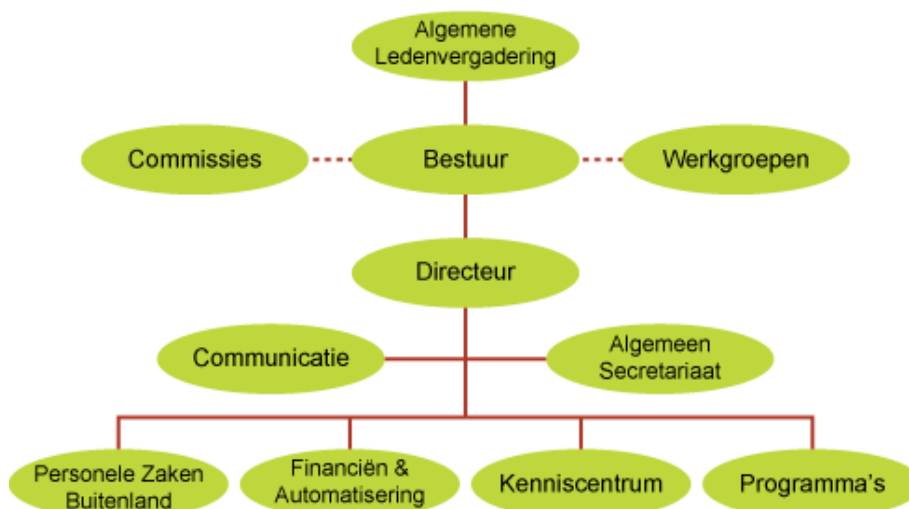 Algemene
Ledenvergadering
Commissies
Bestuur
Werkgroepen
Directeur
Communicatie
Algemeen
Secretariaat
Personele Zaken
Buitenland
Financiën &
Automatisering
Kenniscentrum
Programma's